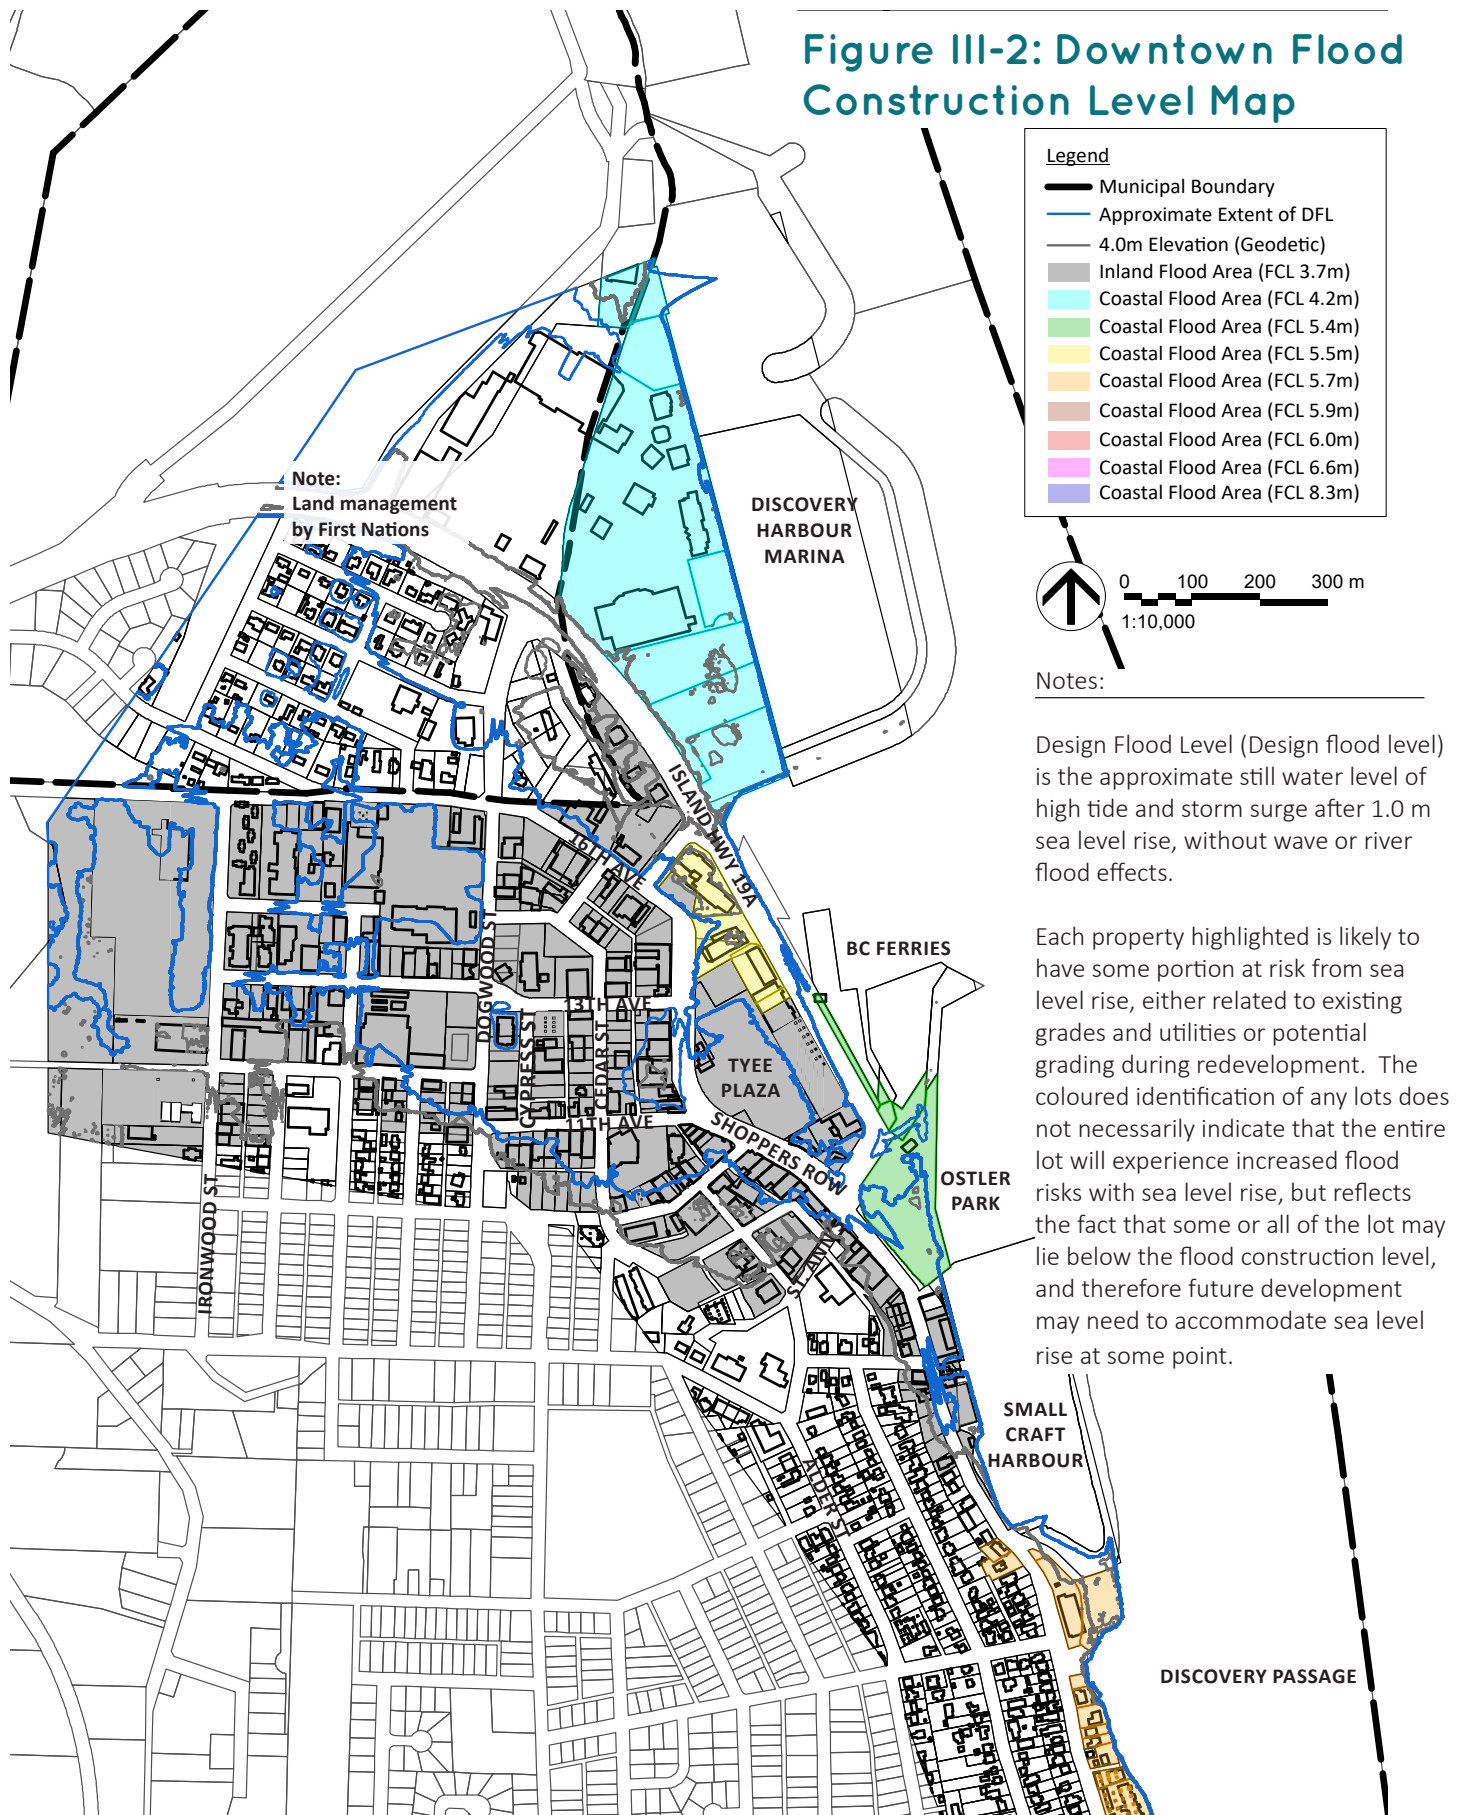 Figure III-2: Downtown Flood
Construction Level Map
Legend
Municipal Boundary
Approximate Extent of DFL
4.0m Elevation (Geodetic)
Inland Flood Area (FCL 3.7m)
Coastal Flood Area (FCL 4.2m)
Coastal Flood Area (FCL 5.4m)
Coastal Flood Area (FCL 5.5m)
Coastal Flood Area (FCL 5.7m)
Coastal Flood Area (FCL 5.9m)
Coastal Flood Area (FCL 6.0m)
Coastal Flood Area (FCL 6.6m)
Coastal Flood Area (FCL 8.3m)
0 100 200 300 m
1:10,000
Notes:
Design Flood Level (Design flood level)
is the approximate still water level of
high tide and storm surge after 1.0 m
sea level rise, without wave or river
flood effects.
Each property highlighted is likely to
have some portion at risk from sea
level rise, either related to existing
grades and utilities or potential
grading during redevelopment.  The
coloured identification of any lots does
not necessarily indicate that the entire
lot will experience increased flood
risks with sea level rise, but reflects
the fact that some or all of the lot may
lie below the flood construction level,
and therefore future development
may need to accommodate sea level
rise at some point.
Note:
Land management
by First Nations
DISCOVERY
HARBOUR
MARINA
ISLAND HWY 19A
16TH AVE
BC FERRIES
DOGWOOD ST
13TH AVE
CYPRESS ST
CEDAR ST
TYEE
PLAZA
11TH AVE
SHOPPERS ROW
OSTLER
PARK
IRONWOOD ST
ST. ANN
SMALL
CRAFT
HARBOUR
ALDER ST
DISCOVERY PASSAGE